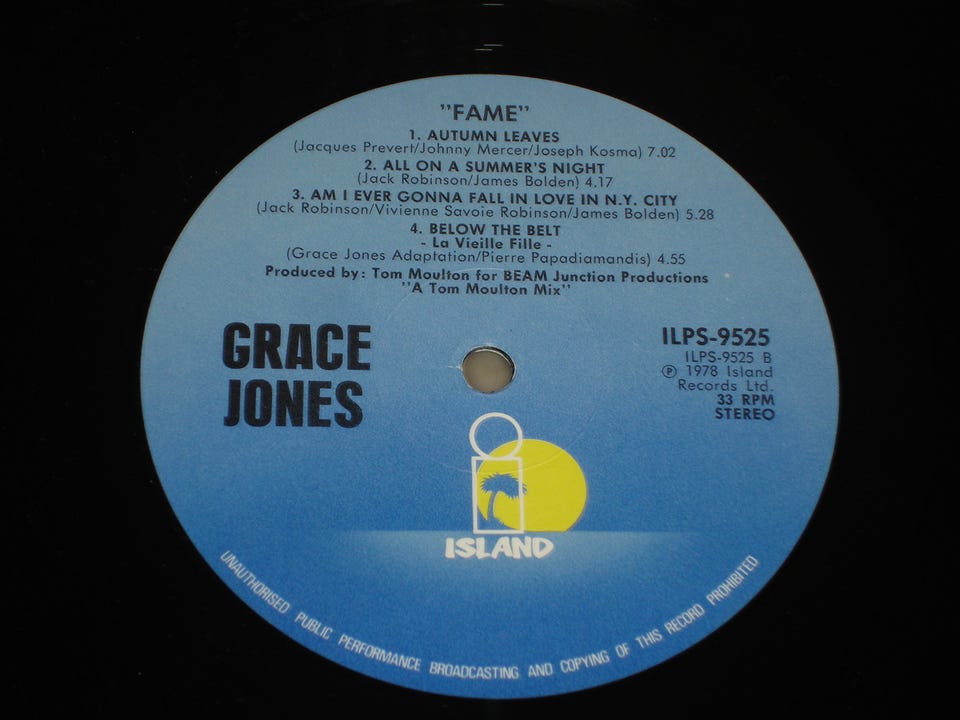 "FAME"
1. AUTUMN LEAVES
(Jacques Prevert/Johnny Mercer/Joseph Kosma) 7.02
2. ALL ON A SUMMER'S NIGHT
(Jack Robinson/James Bolden) 4.17
3. AM I EVER GONNA FALL IN LOVE IN N.Y. CITY
(Jack Robinson/Vivienne Savoie Robinson/James Bolden) 5.28
4. BELOW THE BELT
- La Vieille Fille -
(Grace Jones Adaptation/Pierre Papadiamandis) 4.55
Produced by: Tom Moulton for BEAM Junction Productions
"A Tom Moulton Mix"
GRACE
JONES
ILPS-9525
ILPS-9525 B
℗ 1978 Island
Records Ltd.
33 RPM
STEREO
i
ISLAND
UNAUTHORISED PUBLIC PERFORMANCE BROADCASTING AND COPYING OF THIS RECORD PROHIBITED